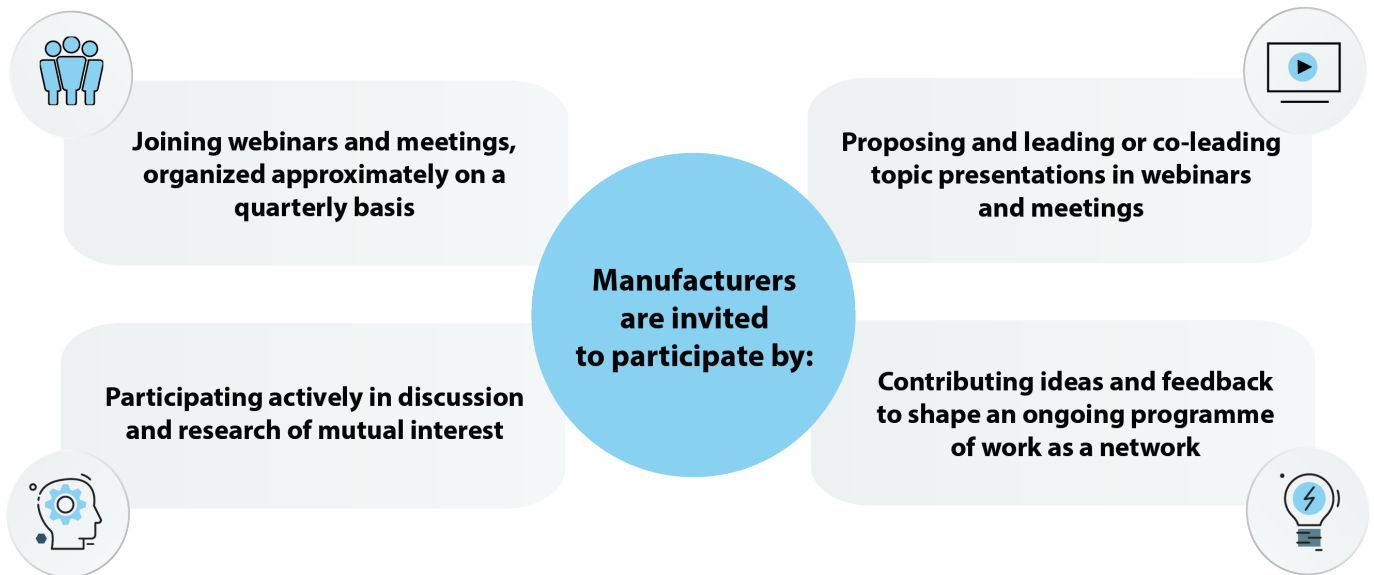 Joining webinars and meetings,
organized approximately on a
quarterly basis
Proposing and leading or co-leading
topic presentations in webinars
and meetings
Manufacturers
are invited
to participate by:
Participating actively in discussion
and research of mutual interest
Contributing ideas and feedback
to shape an ongoing programme
of work as a network